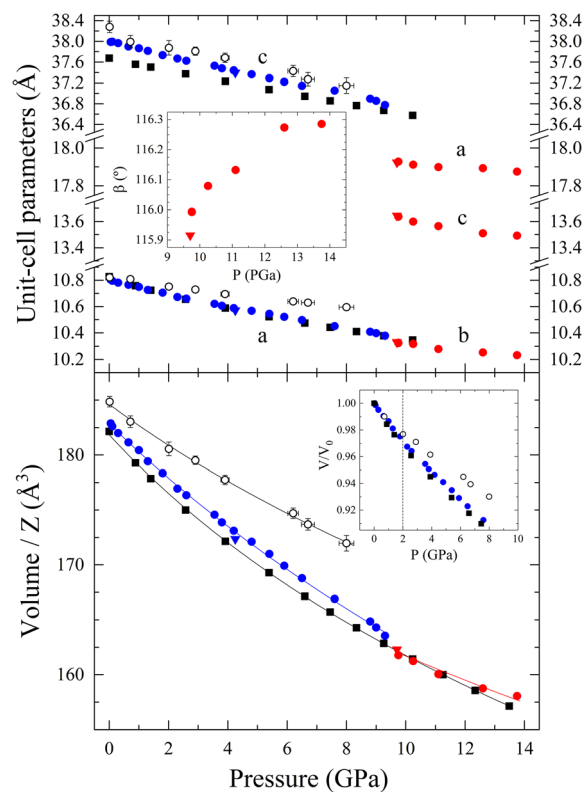 38.4
38.0
37.6
37.2
36.8
36.4
18.0
17.8
13.6
13.4
10.8
10.6
10.4
10.2
Unit-cell parameters (Å)
38.4
38.0
37.6
37.2
36.8
36.4
18.0
17.8
13.6
13.4
10.8
10.6
10.4
10.2
c
a
c
a
b
116.3
116.2
116.1
116.0
115.9
β (º)
9 10 11 12 13 14
P (PGa)
180
170
160
Volume / Z (Å³)
1.00
0.98
0.96
0.94
0.92
V/V₀
0 2 4 6 8 10
P (GPa)
0 2 4 6 8 10 12 14
Pressure (GPa)